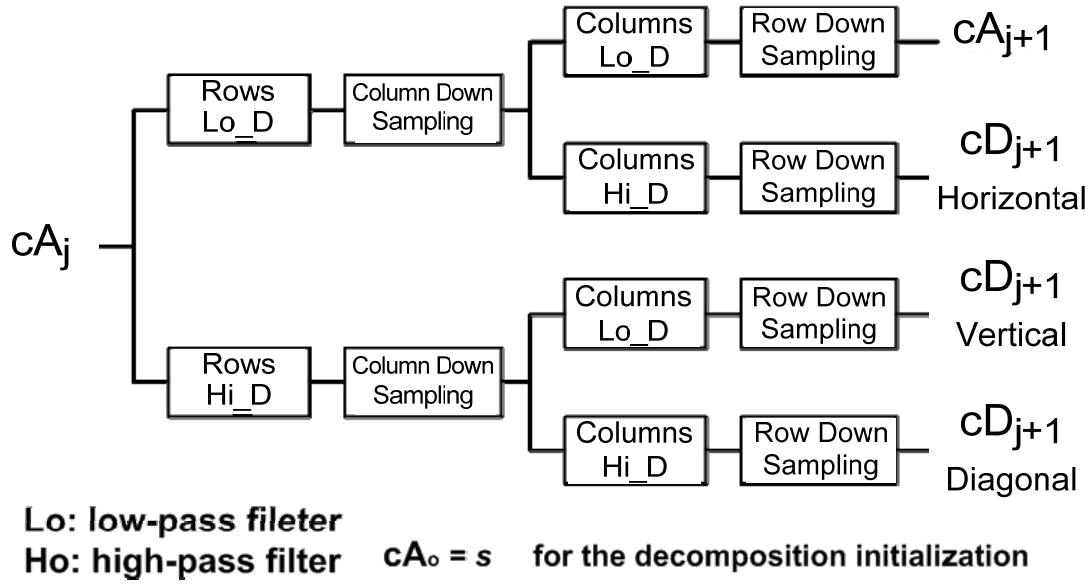 Columns
Lo_D
Row Down
Sampling
cAj+1
Rows
Lo_D
Column Down
Sampling
Columns
Hi_D
Row Down
Sampling
cDj+1
Horizontal
cAj
Columns
Lo_D
Row Down
Sampling
cDj+1
Vertical
Rows
Hi_D
Column Down
Sampling
Columns
Hi_D
Row Down
Sampling
cDj+1
Diagonal
Lo: low-pass fileter
Ho: high-pass filter cAo = s for the decomposition initialization